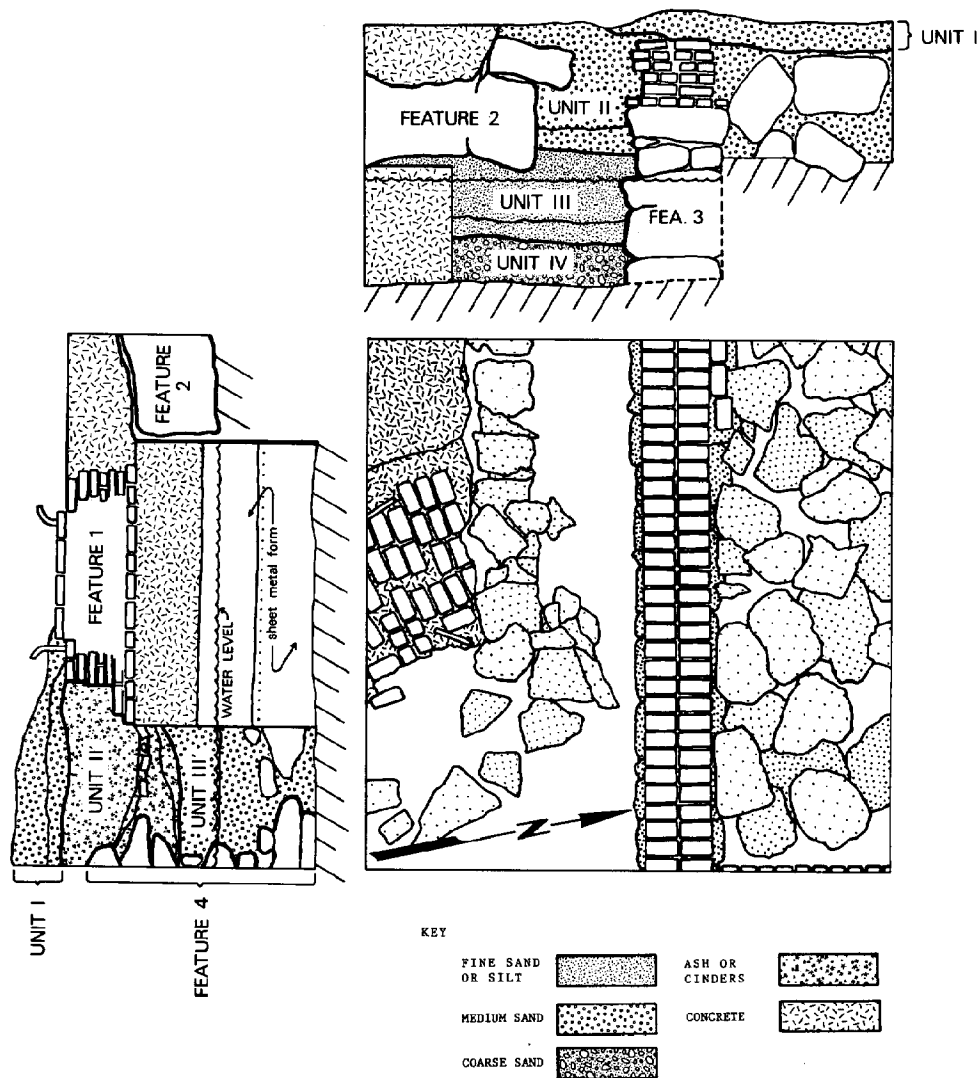 UNIT I
UNIT II
FEATURE 2
UNIT III
FEA. 3
UNIT IV
FEATURE 2
FEATURE 1
sheet metal form
WATER LEVEL
UNIT II'
UNIT III'
UNIT I
FEATURE 4
N
KEY
FINE SAND
OR SILT
ASH OR
CINDERS
MEDIUM SAND
CONCRETE
COARSE SAND